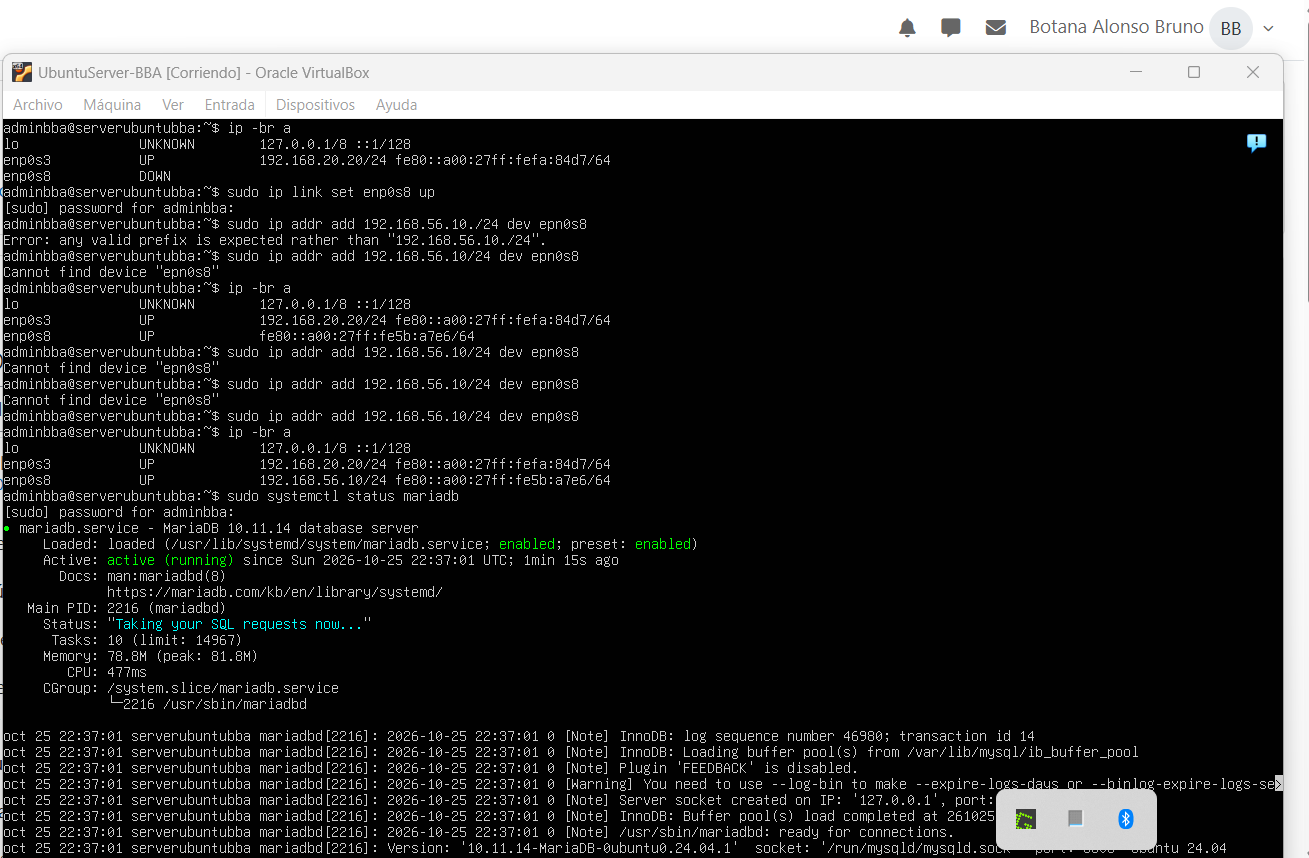 Botana Alonso Bruno BB
UbuntuServer-BBA [Corriendo] - Oracle VirtualBox
Archivo Máquina Ver Entrada Dispositivos Ayuda
adminbba@serverubuntubba:~$ ip -br a
lo UNKNOWN 127.0.0.1/8 ::1/128
enp0s3 UP 192.168.20.20/24 fe80::a00:27ff:fefa:84d7/64
enp0s8 DOWN
adminbba@serverubuntubba:~$ sudo ip link set enp0s8 up
[sudo] password for adminbba:
adminbba@serverubuntubba:~$ sudo ip addr add 192.168.56.10./24 dev epn0s8
Error: any valid prefix is expected rather than "192.168.56.10./24".
adminbba@serverubuntubba:~$ sudo ip addr add 192.168.56.10/24 dev epn0s8
Cannot find device "epn0s8"
adminbba@serverubuntubba:~$ ip -br a
lo UNKNOWN 127.0.0.1/8 ::1/128
enp0s3 UP 192.168.20.20/24 fe80::a00:27ff:fefa:84d7/64
enp0s8 UP fe80::a00:27ff:fe5b:a7e6/64
adminbba@serverubuntubba:~$ sudo ip addr add 192.168.56.10/24 dev epn0s8
Cannot find device "epn0s8"
adminbba@serverubuntubba:~$ sudo ip addr add 192.168.56.10/24 dev epn0s8
Cannot find device "epn0s8"
adminbba@serverubuntubba:~$ sudo ip addr add 192.168.56.10/24 dev enp0s8
adminbba@serverubuntubba:~$ ip -br a
lo UNKNOWN 127.0.0.1/8 ::1/128
enp0s3 UP 192.168.20.20/24 fe80::a00:27ff:fefa:84d7/64
enp0s8 UP 192.168.56.10/24 fe80::a00:27ff:fe5b:a7e6/64
adminbba@serverubuntubba:~$ sudo systemctl status mariadb
[sudo] password for adminbba:
● mariadb.service - MariaDB 10.11.14 database server
Loaded: loaded (/usr/lib/systemd/system/mariadb.service; enabled; preset: enabled)
Active: active (running) since Sun 2026-10-25 22:37:01 UTC; 1min 15s ago
Docs: man:mariadbd(8)
https://mariadb.com/kb/en/library/systemd/
Main PID: 2216 (mariadbd)
Status: "Taking your SQL requests now..."
Tasks: 10 (limit: 14967)
Memory: 78.8M (peak: 81.8M)
CPU: 477ms
CGroup: /system.slice/mariadb.service
└─2216 /usr/sbin/mariadbd
oct 25 22:37:01 serverubuntubba mariadbd[2216]: 2026-10-25 22:37:01 0 [Note] InnoDB: log sequence number 46980; transaction id 14
oct 25 22:37:01 serverubuntubba mariadbd[2216]: 2026-10-25 22:37:01 0 [Note] InnoDB: Loading buffer pool(s) from /var/lib/mysql/ib_buffer_pool
oct 25 22:37:01 serverubuntubba mariadbd[2216]: 2026-10-25 22:37:01 0 [Note] Plugin 'FEEDBACK' is disabled.
oct 25 22:37:01 serverubuntubba mariadbd[2216]: 2026-10-25 22:37:01 0 [Warning] You need to use --log-bin to make --expire-logs-days or --binlog-expire-logs-se>
oct 25 22:37:01 serverubuntubba mariadbd[2216]: 2026-10-25 22:37:01 0 [Note] Server socket created on IP: '127.0.0.1', port:
oct 25 22:37:01 serverubuntubba mariadbd[2216]: 2026-10-25 22:37:01 0 [Note] InnoDB: Buffer pool(s) load completed at 261025
oct 25 22:37:01 serverubuntubba mariadbd[2216]: 2026-10-25 22:37:01 0 [Note] /usr/sbin/mariadbd: ready for connections.
oct 25 22:37:01 serverubuntubba mariadbd[2216]: Version: '10.11.14-MariaDB-0ubuntu0.24.04.1' socket: '/run/mysqld/mysqld.sock' Ubuntu 24.04